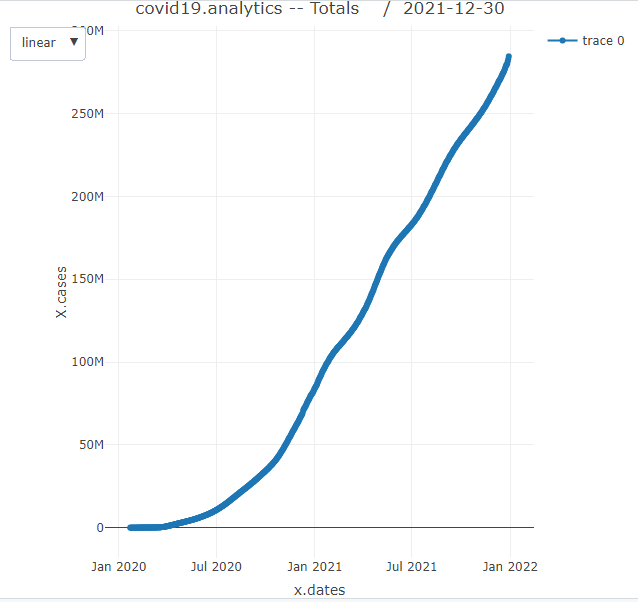 covid19.analytics -- Totals / 2021-12-30
linear ▼
trace 0
250M
200M
150M
100M
50M
0
X.cases
Jan 2020 Jul 2020 Jan 2021 Jul 2021 Jan 2022
x.dates